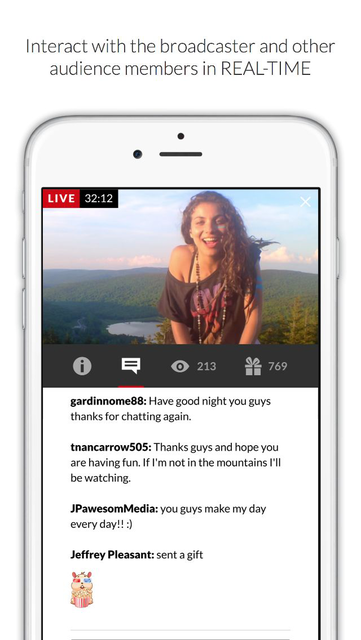 Interact with the broadcaster and other
audience members in REAL-TIME
LIVE 32:12
213 769
gardinnome88: Have good night you guys
thanks for chatting again.
tnancarrow505: Thanks guys and hope you
are having fun. If I'm not in the mountains I'll
be watching.
JPawesomMedia: you guys make my day
every day!! :)
Jeffrey Pleasant: sent a gift